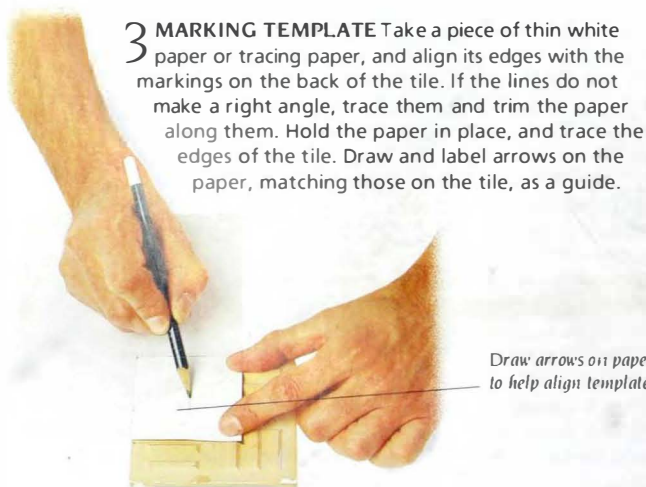 3 MARKING TEMPLATE Take a piece of thin white
paper or tracing paper, and align its edges with the
markings on the back of the tile. If the lines do not
make a right angle, trace them and trim the paper
along them. Hold the paper in place, and trace the
edges of the tile. Draw and label arrows on the
paper, matching those on the tile, as a guide.
Draw arrows on pape
to help align template